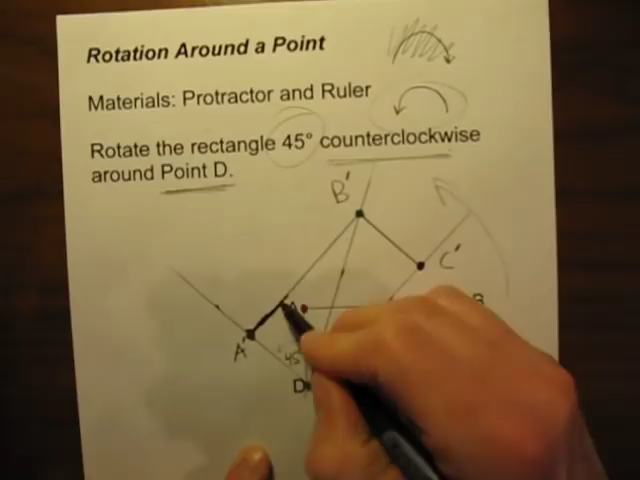 Rotation Around a Point
Materials: Protractor and Ruler
Rotate the rectangle 45° counterclockwise
around Point D.
B'
C'
B
A
A'
45
D